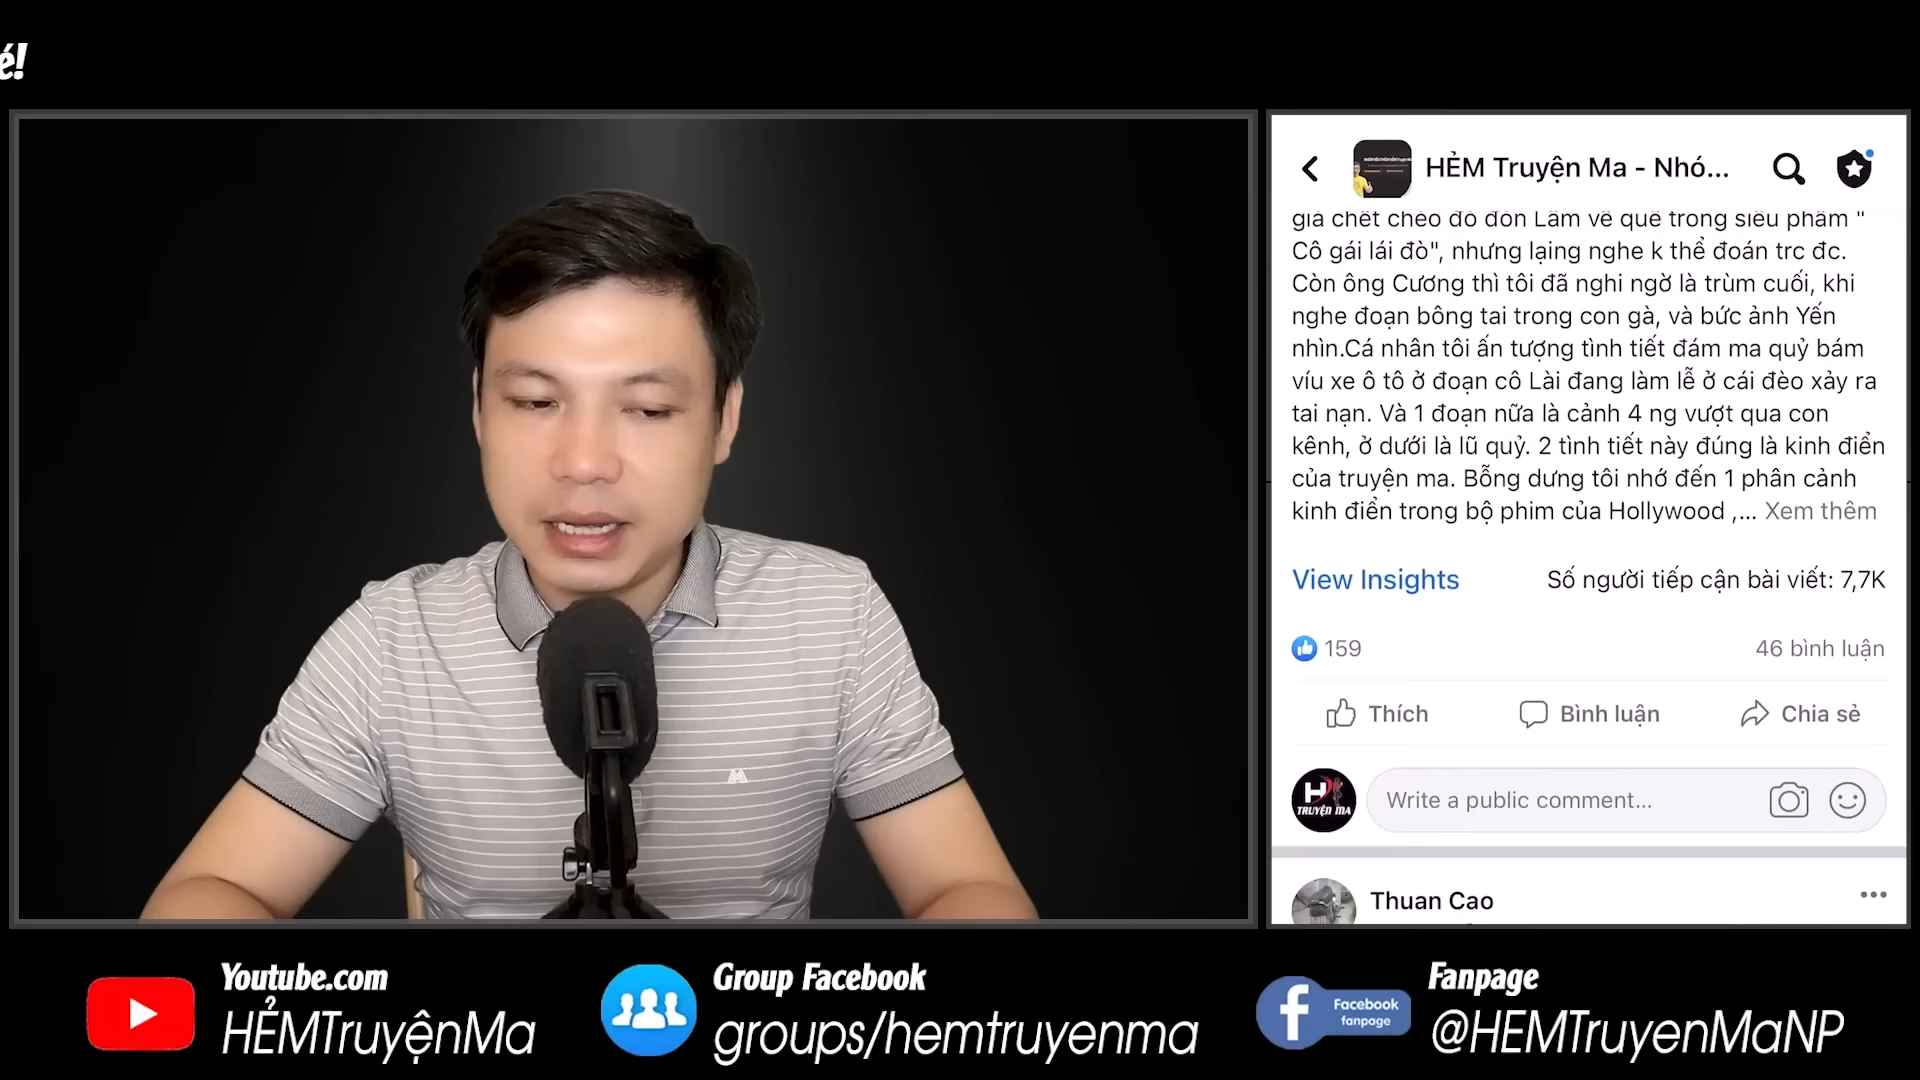 é!
HẺM Truyện Ma - Nhó...
giả chết chèo đò đón Lâm về quê trong siêu phẩm "
Cô gái lái đò", nhưng lạing nghe k thể đoán trc đc.
Còn ông Cương thì tôi đã nghi ngờ là trùm cuối, khi
nghe đoạn bông tai trong con gà, và bức ảnh Yến
nhìn.Cá nhân tôi ấn tượng tình tiết đám ma quỷ bám
víu xe ô tô ở đoạn cô Lài đang làm lễ ở cái đèo xảy ra
tai nạn. Và 1 đoạn nữa là cảnh 4 ng vượt qua con
kênh, ở dưới là lũ quỷ. 2 tình tiết này đúng là kinh điển
của truyện ma. Bỗng dưng tôi nhớ đến 1 phân cảnh
kinh điển trong bộ phim của Hollywood ,... Xem thêm
View Insights
Số người tiếp cận bài viết: 7,7K
159
46 bình luận
Thích
Bình luận
Chia sẻ
H
TRUYỆN MA
Write a public comment...
Thuan Cao
Youtube.com
HẺMTruyệnMa
Group Facebook
groups/hemtruyenma
Facebook
fanpage
Fanpage
@HEMTruyenMaNP